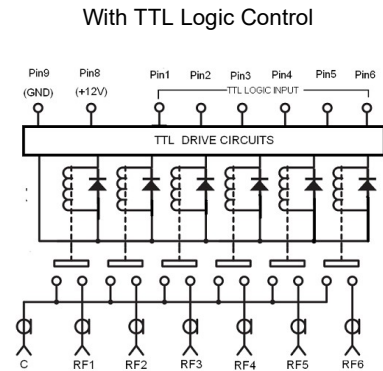 With TTL Logic Control
Pin9 Pin8 Pin1 Pin2 Pin3 Pin4 Pin5 Pin6
(GND) (+12V) TTL LOGIC INPUT
TTL DRIVE CIRCUITS
C RF1 RF2 RF3 RF4 RF5 RF6